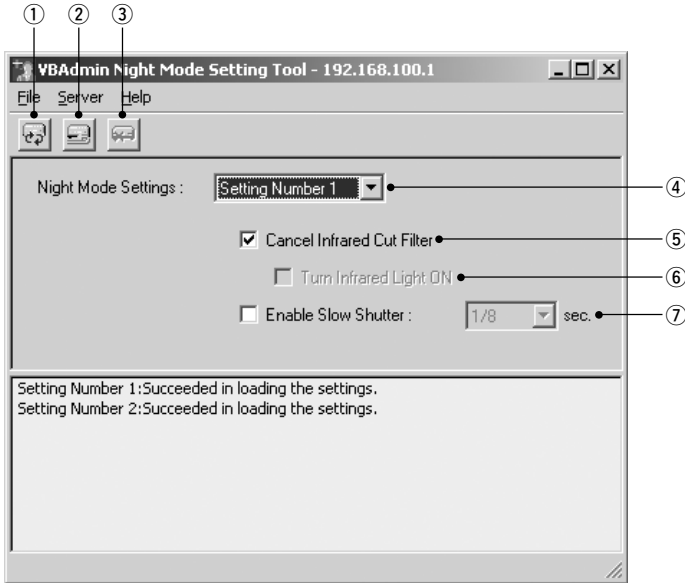 ① ② ③
VBAdmin Night Mode Setting Tool - 192.168.100.1
File Server Help
Night Mode Settings : Setting Number 1 ④
Cancel Infrared Cut Filter ⑤
Turn Infrared Light ON ⑥
Enable Slow Shutter : 1/8 sec. ⑦
Setting Number 1:Succeeded in loading the settings.
Setting Number 2:Succeeded in loading the settings.